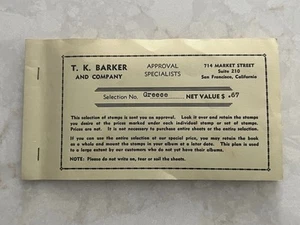 T. K. BARKER
AND COMPANY
APPROVAL
SPECIALISTS
714 MARKET STREET
Suite 210
San Francisco, California
Selection No. Greece NET VALUE $ .67
This selection of stamps is sent you on approval. Look it over and retain the stamps
you desire at the prices marked under each individual stamp or set of stamps.
Prices are net. It is not necessary to purchase entire sheets or the entire selection.
If you can use the entire selection at our special price, you may retain the book
as a whole and mount the stamps in your album at a later date. This plan is used
to a large extent by our customers who do not yet have their albums.
NOTE: Please do not write on, tear or soil the sheets.